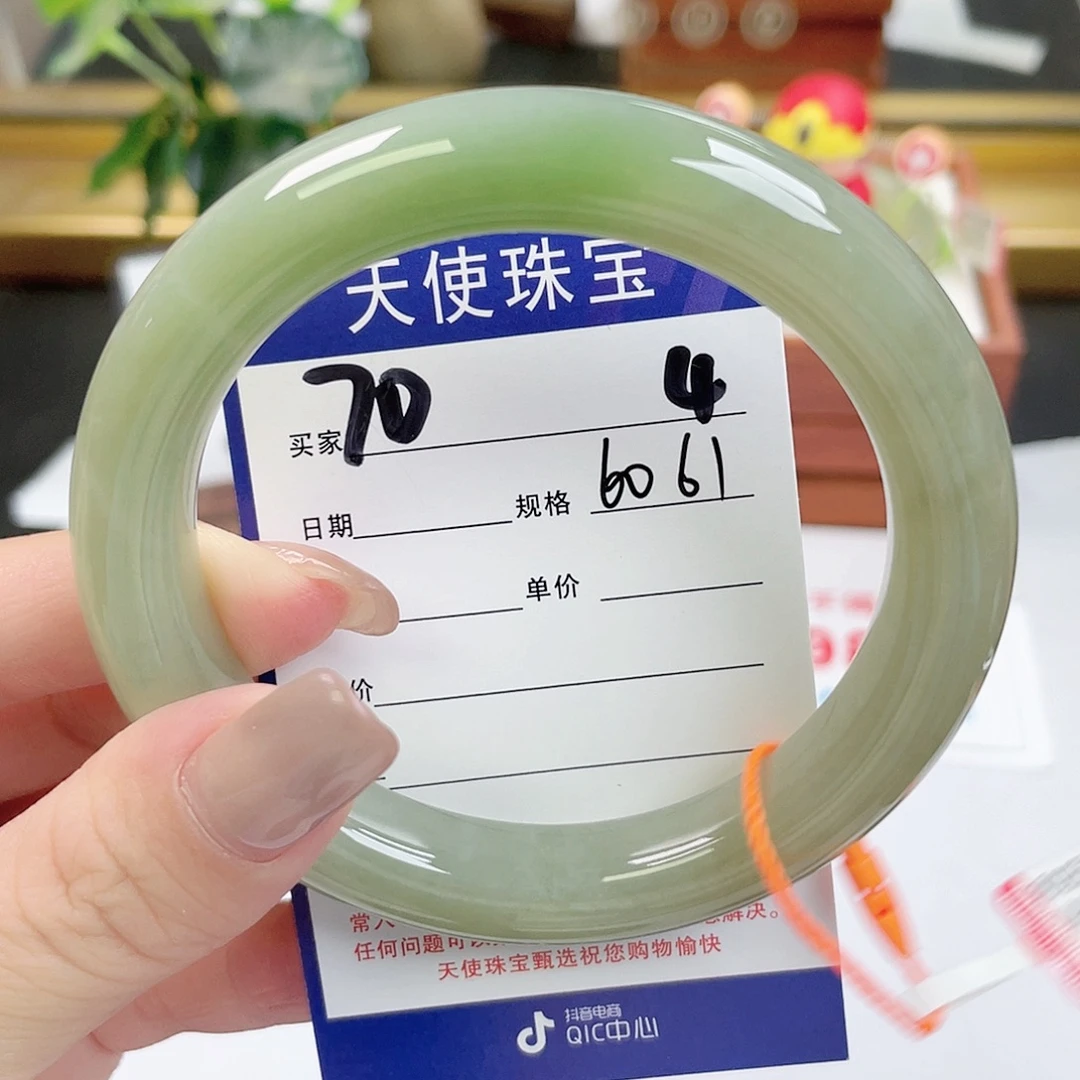 天使珠宝
70 4
买家
60 61
日期 规格
单价
价
任何问题可以
解决。
天使珠宝甄选祝您购物愉快
抖音电商
QIC中心